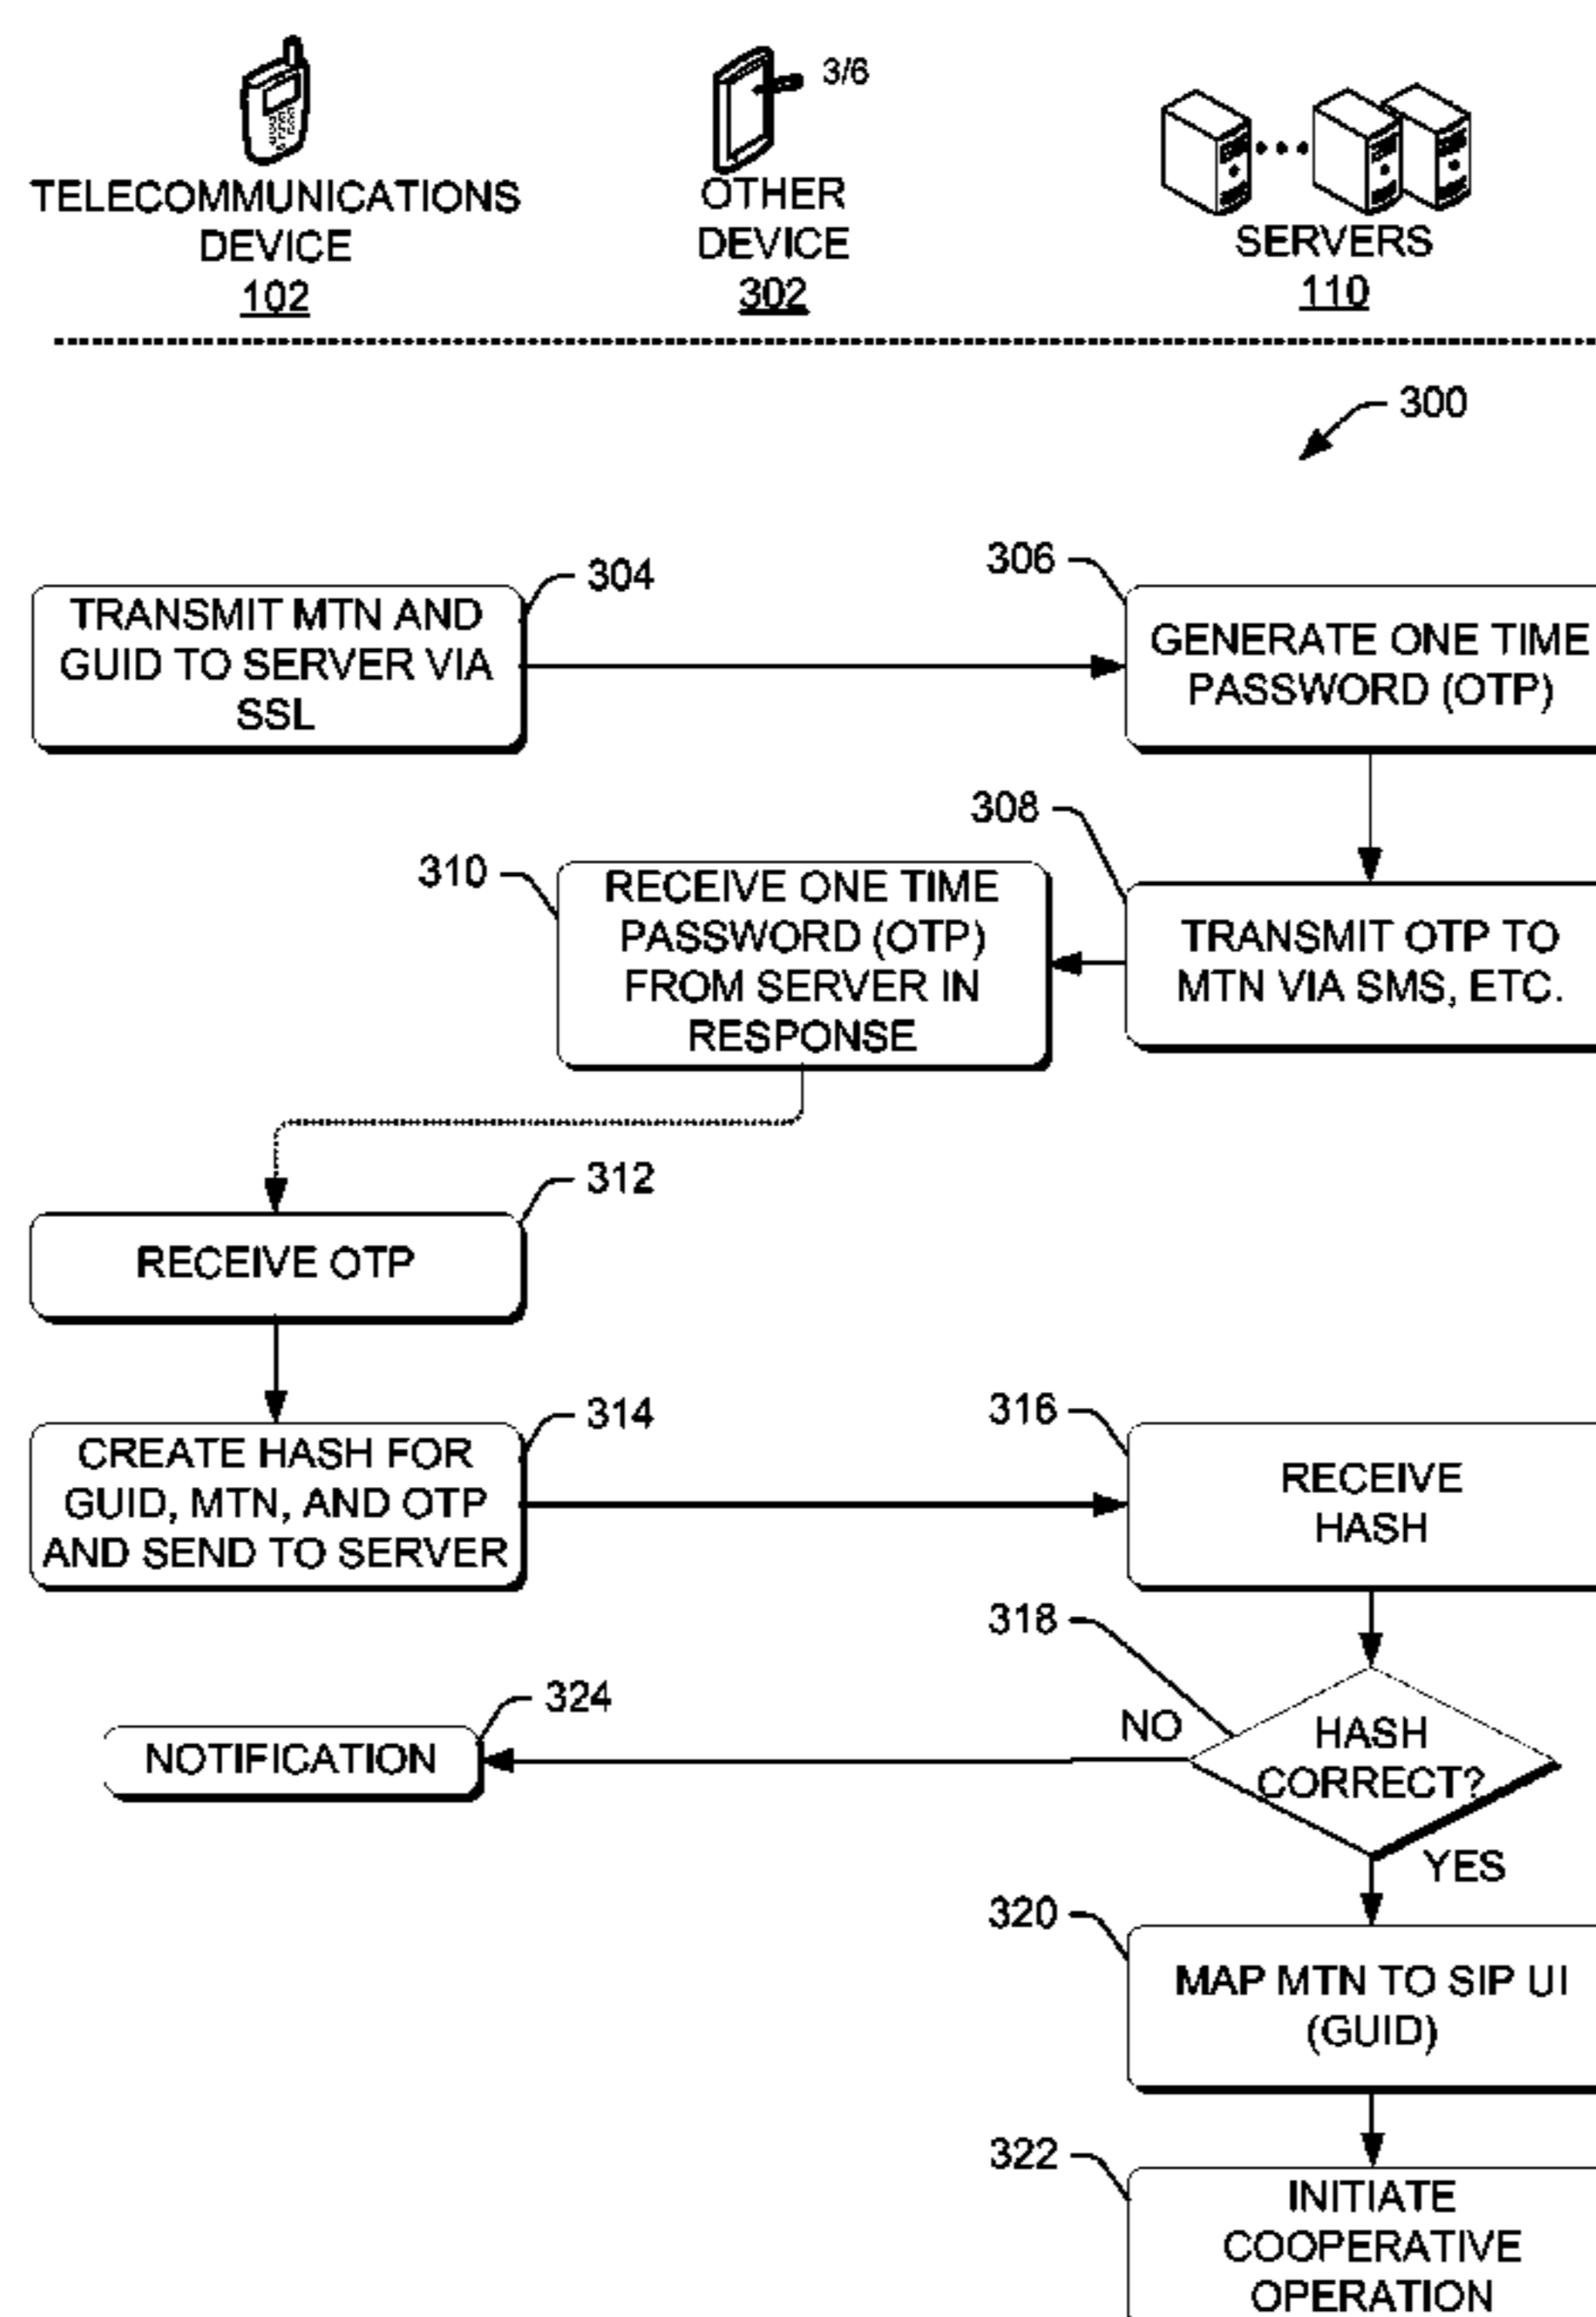 3/6
TELECOMMUNICATIONS
DEVICE
102
OTHER
DEVICE
302
SERVERS
110
300
304
TRANSMIT MTN AND
GUID TO SERVER VIA
SSL
306
GENERATE ONE TIME
PASSWORD (OTP)
308
TRANSMIT OTP TO
MTN VIA SMS, ETC.
310
RECEIVE ONE TIME
PASSWORD (OTP)
FROM SERVER IN
RESPONSE
312
RECEIVE OTP
314
CREATE HASH FOR
GUID, MTN, AND OTP
AND SEND TO SERVER
316
RECEIVE
HASH
318
HASH
CORRECT?
NO
YES
324
NOTIFICATION
320
MAP MTN TO SIP UI
(GUID)
322
INITIATE
COOPERATIVE
OPERATION